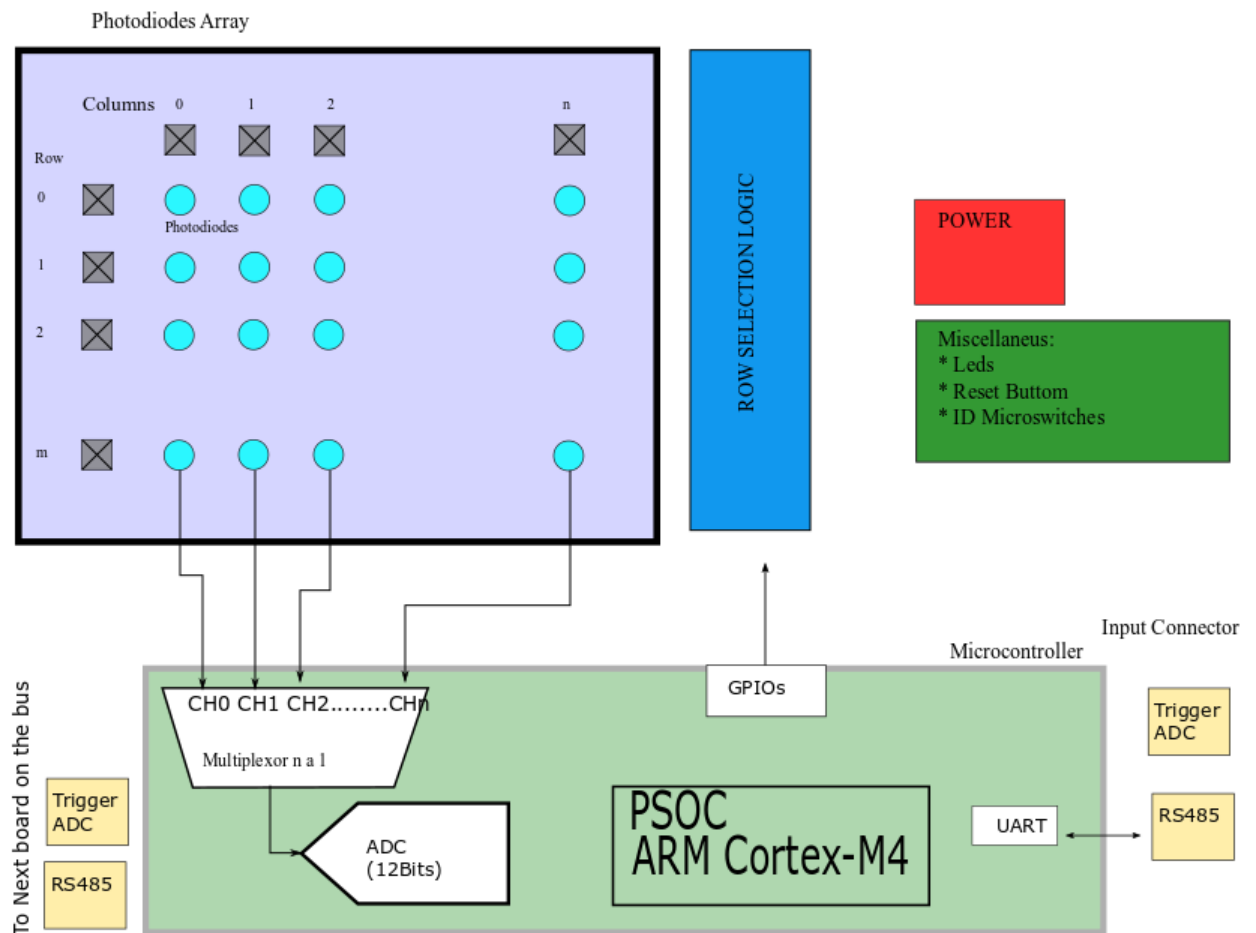 Photodiodes Array
Columns 0 1 2 n
Row
0
Photodiodes
1
2
m
ROW SELECTION LOGIC
POWER
Miscellaneus:
* Leds
* Reset Buttom
* ID Microswitches
Input Connector
Microcontroller
GPIOs
CH0 CH1 CH2........CHn
Multiplexor n a 1
ADC
(12Bits)
PSOC
ARM Cortex-M4
UART
Trigger
ADC
RS485
To Next board on the bus
Trigger
ADC
RS485